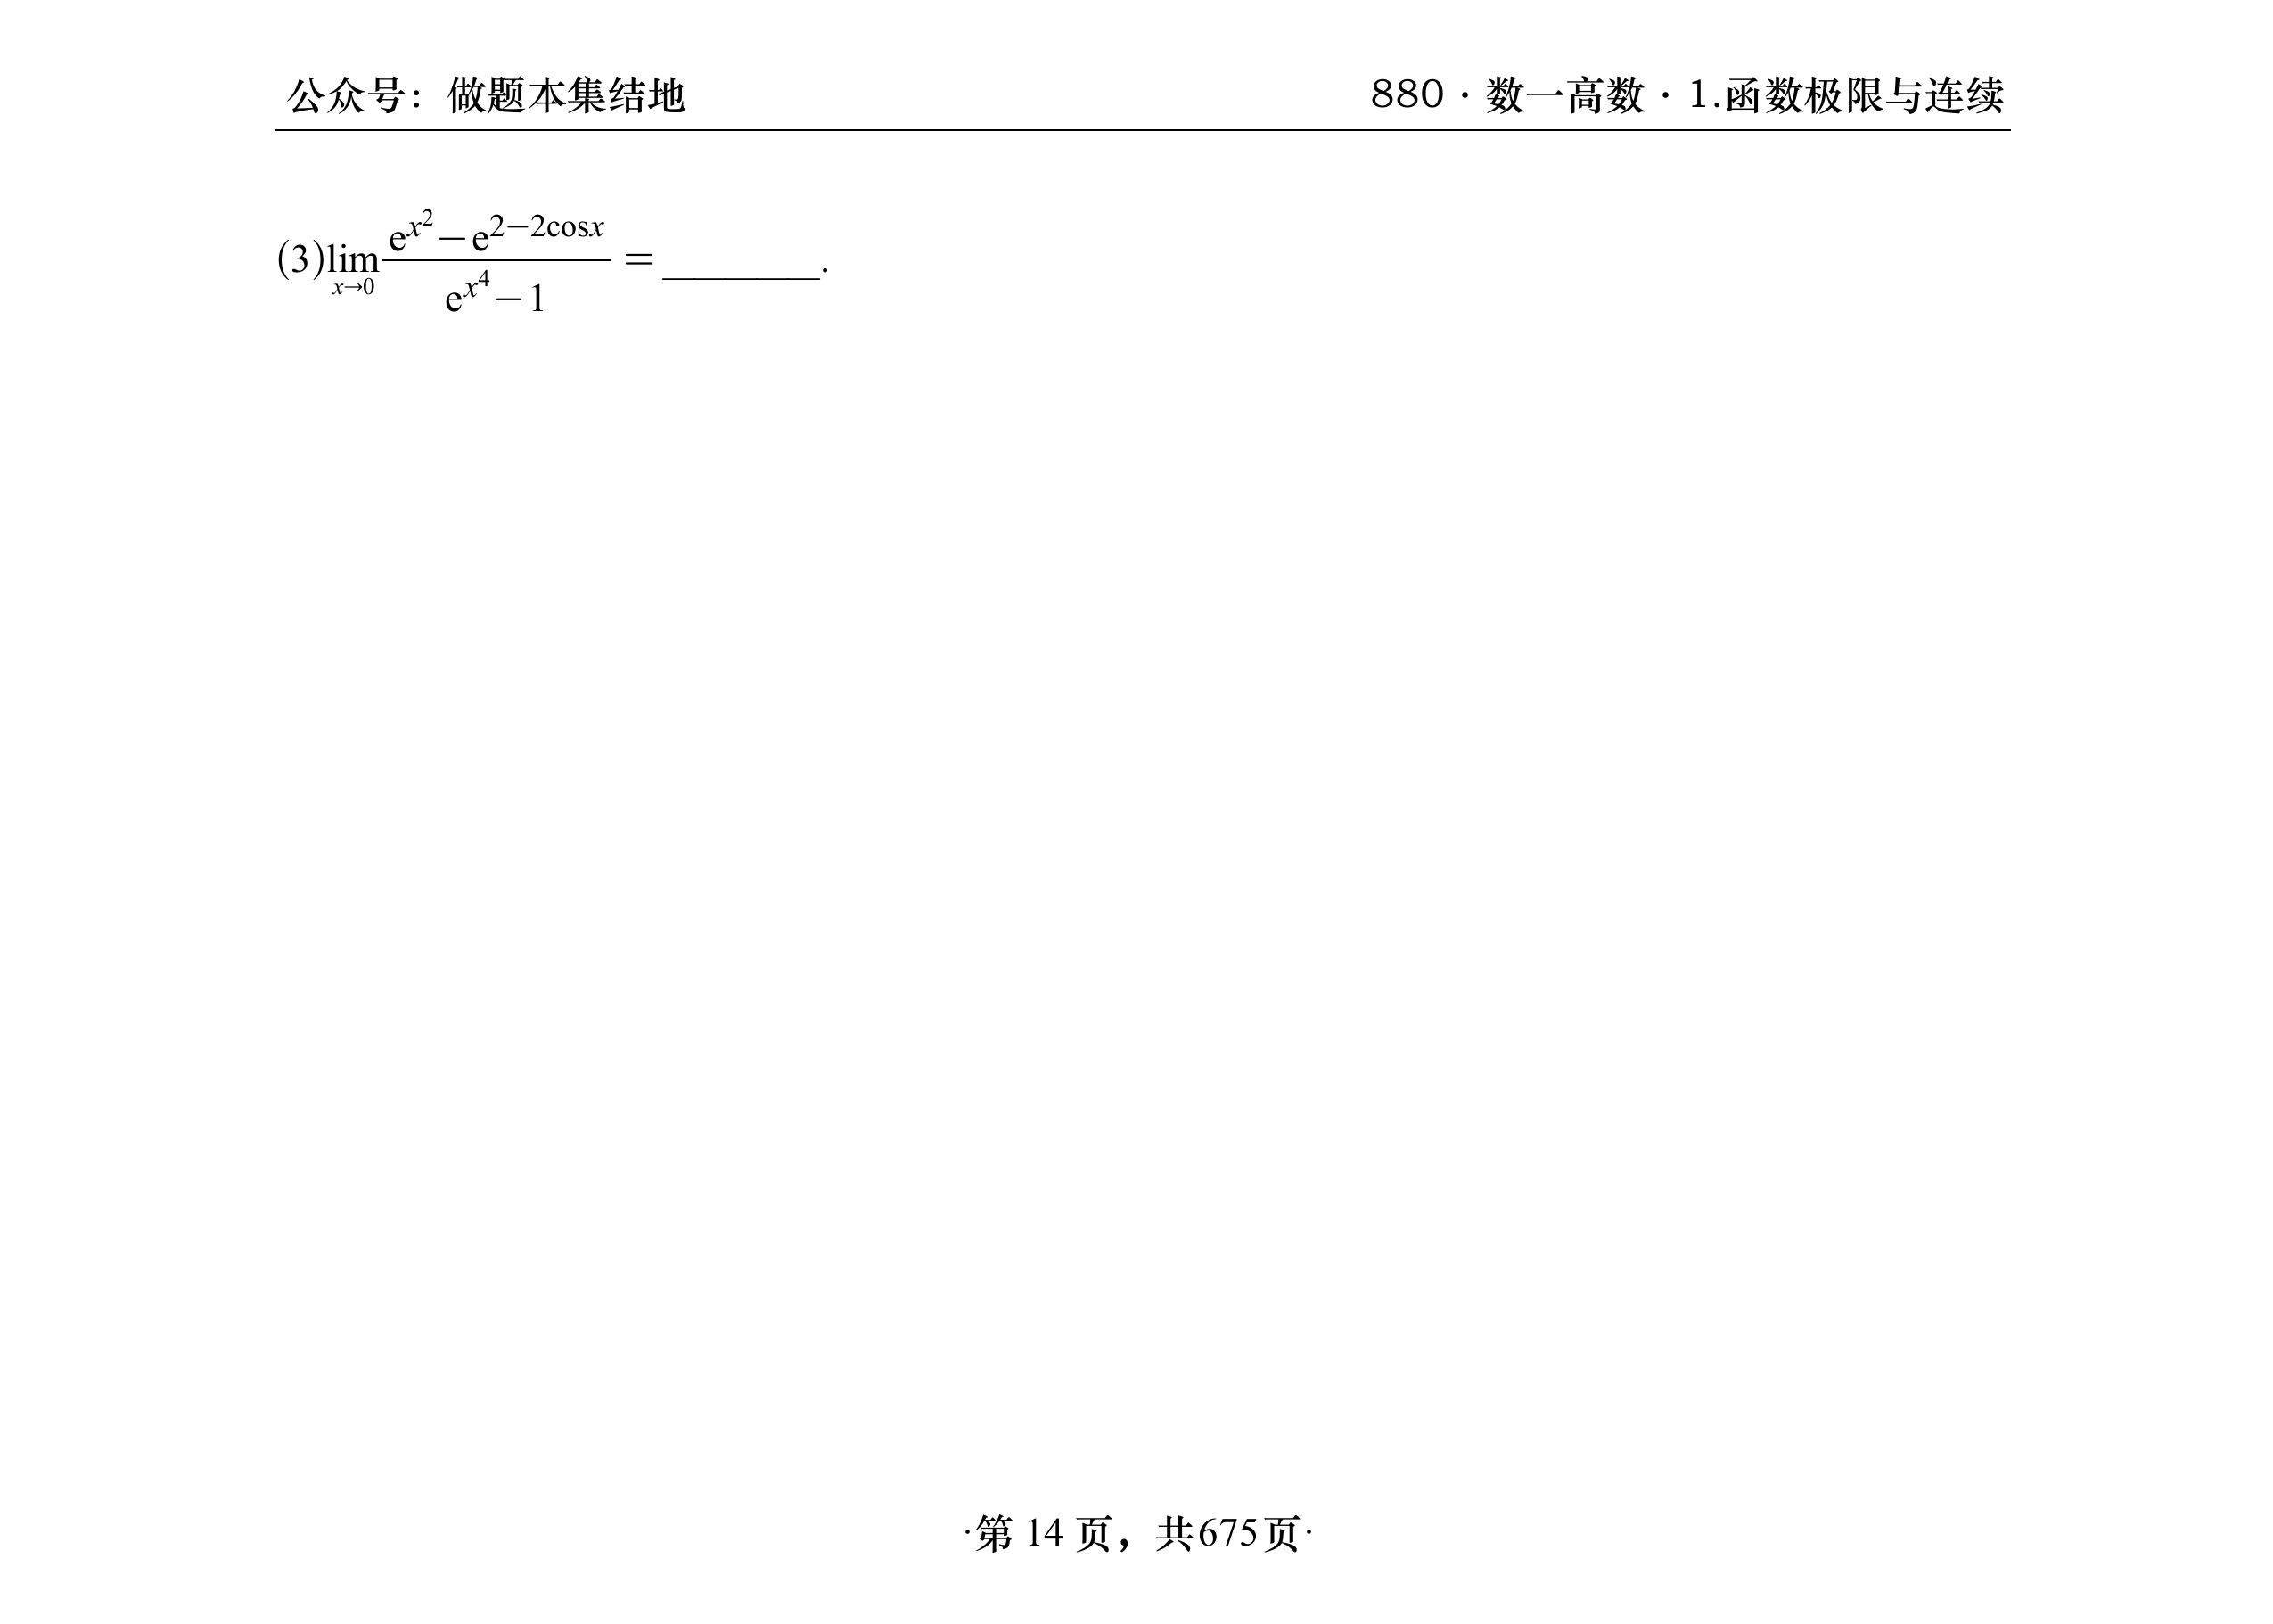 公众号：做题本集结地 880·数一高数·1.函数极限与连续
(3) $\lim\limits_{x\to 0}\frac{e^{x^2}-e^{2-2\cos x}}{e^{x^4}-1}=$ ________.
·第 14 页，共675页·